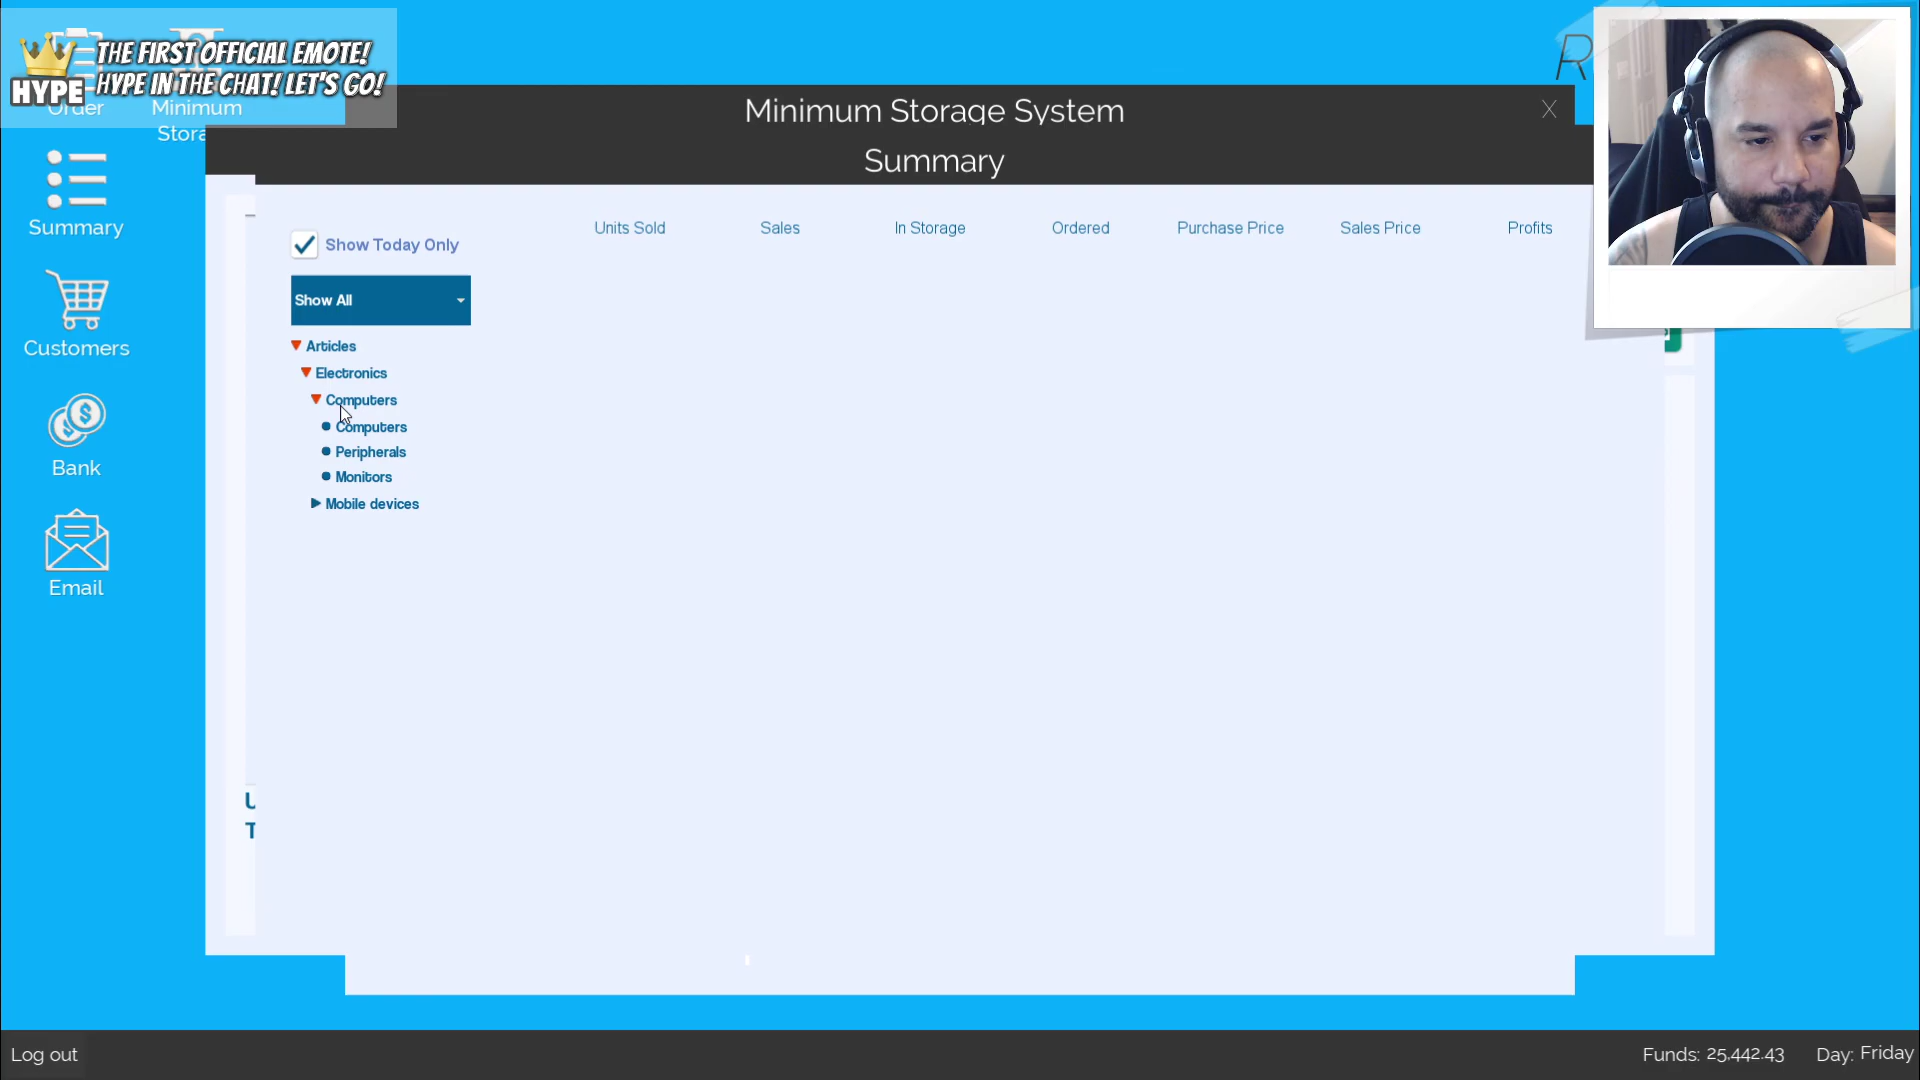 THE FIRST OFFICIAL EMOTE!
HYPE IN THE CHAT! LET'S GO!
HYPE
Order
Minimum
Stora
R
Minimum Storage System
X
Summary
Summary
Customers
Bank
Email
Show Today Only
Units Sold
Sales
In Storage
Ordered
Purchase Price
Sales Price
Profits
Show All
Articles
Electronics
Computers
Computers
Peripherals
Monitors
Mobile devices
U
T
Log out
Funds: 25,442.43
Day: Friday